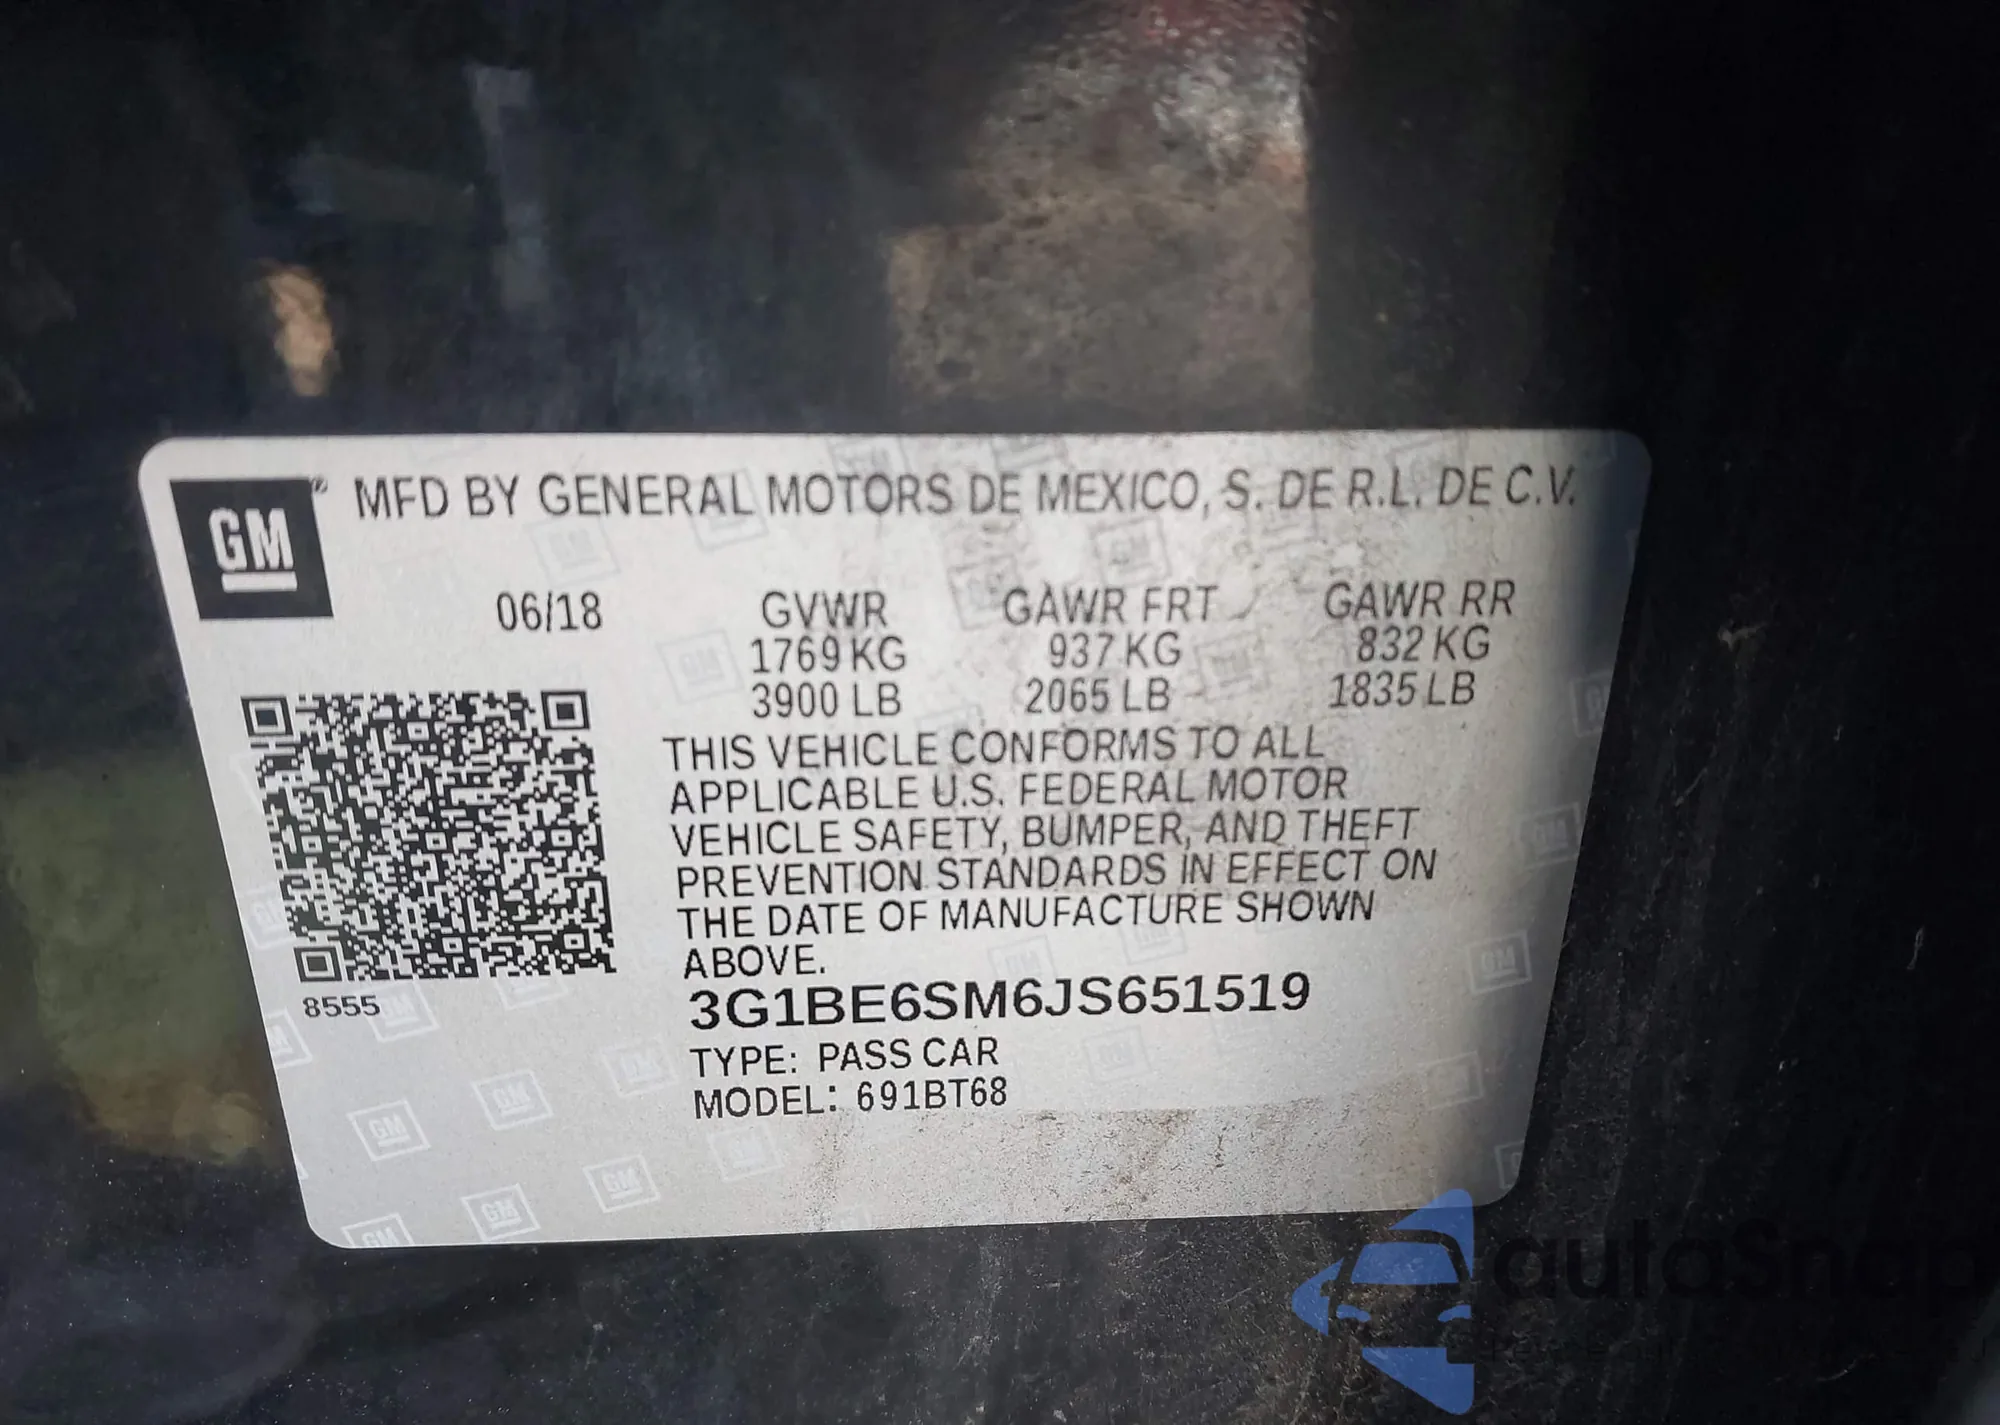 GM
MFD BY GENERAL MOTORS DE MEXICO, S. DE R.L. DE C.V.
06/18 GVWR GAWR FRT GAWR RR
1769 KG 937 KG 832 KG
3900 LB 2065 LB 1835 LB
THIS VEHICLE CONFORMS TO ALL
APPLICABLE U.S. FEDERAL MOTOR
VEHICLE SAFETY, BUMPER, AND THEFT
PREVENTION STANDARDS IN EFFECT ON
THE DATE OF MANUFACTURE SHOWN
ABOVE.
8555
3G1BE6SM6JS651519
TYPE: PASS CAR
MODEL: 691BT68
autoSnap